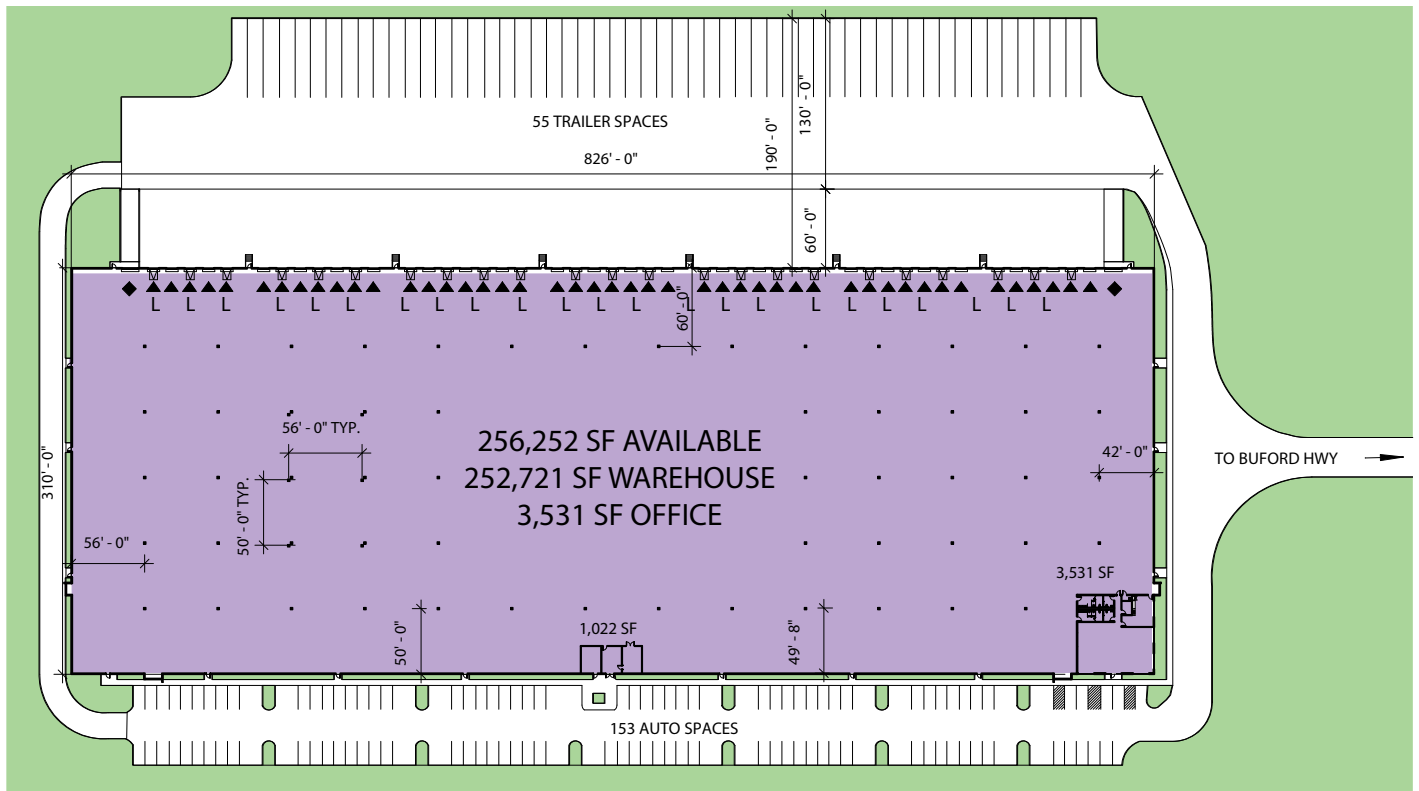 55 TRAILER SPACES
826' - 0"
190' - 0"
130' - 0"
60' - 0"
L L L L L L L L L L L L L L L L L L L L L L L
60' - 0"
56' - 0" TYP.
50' - 0" TYP.
256,252 SF AVAILABLE
252,721 SF WAREHOUSE
3,531 SF OFFICE
42' - 0"
TO BUFORD HWY
310' - 0"
56' - 0"
3,531 SF
50' - 0"
1,022 SF
49' - 8"
153 AUTO SPACES